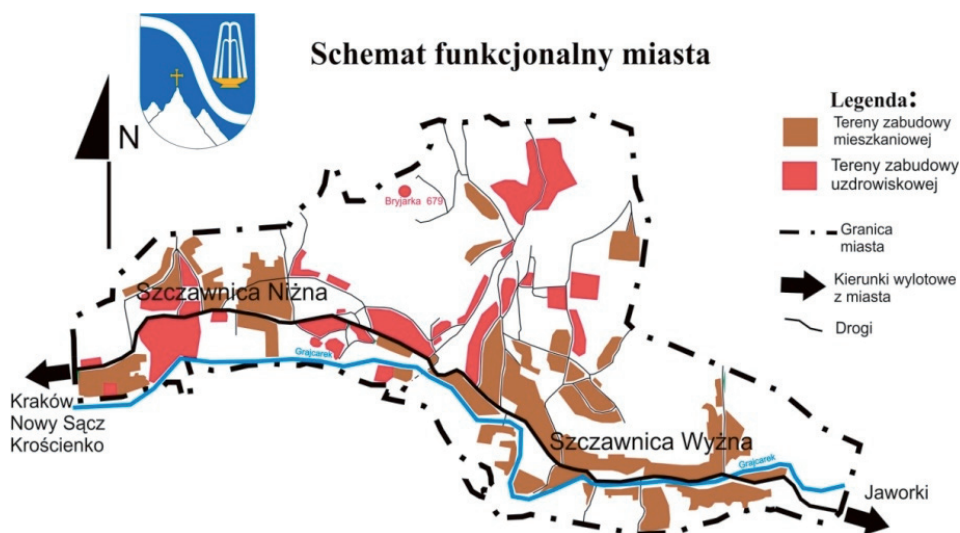 Schemat funkcjonalny miasta
N
Legenda:
Tereny zabudowy
mieszkaniowej
Tereny zabudowy
uzdrowiskowej
Granica
miasta
Kierunki wylotowe
z miasta
Drogi
Bryjarka 679
Szczawnica Niżna
Grajcarek
Kraków
Nowy Sącz
Krościenko
Szczawnica Wyżna
Grajcarek
Jaworki